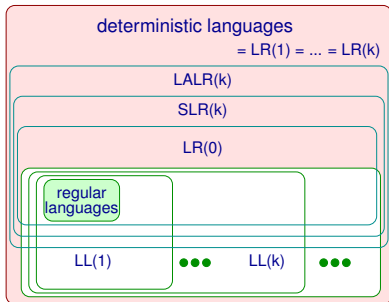 deterministic languages
= LR(1) = ... = LR(k)
LALR(k)
SLR(k)
LR(0)
regular
languages
LL(1)
LL(k)